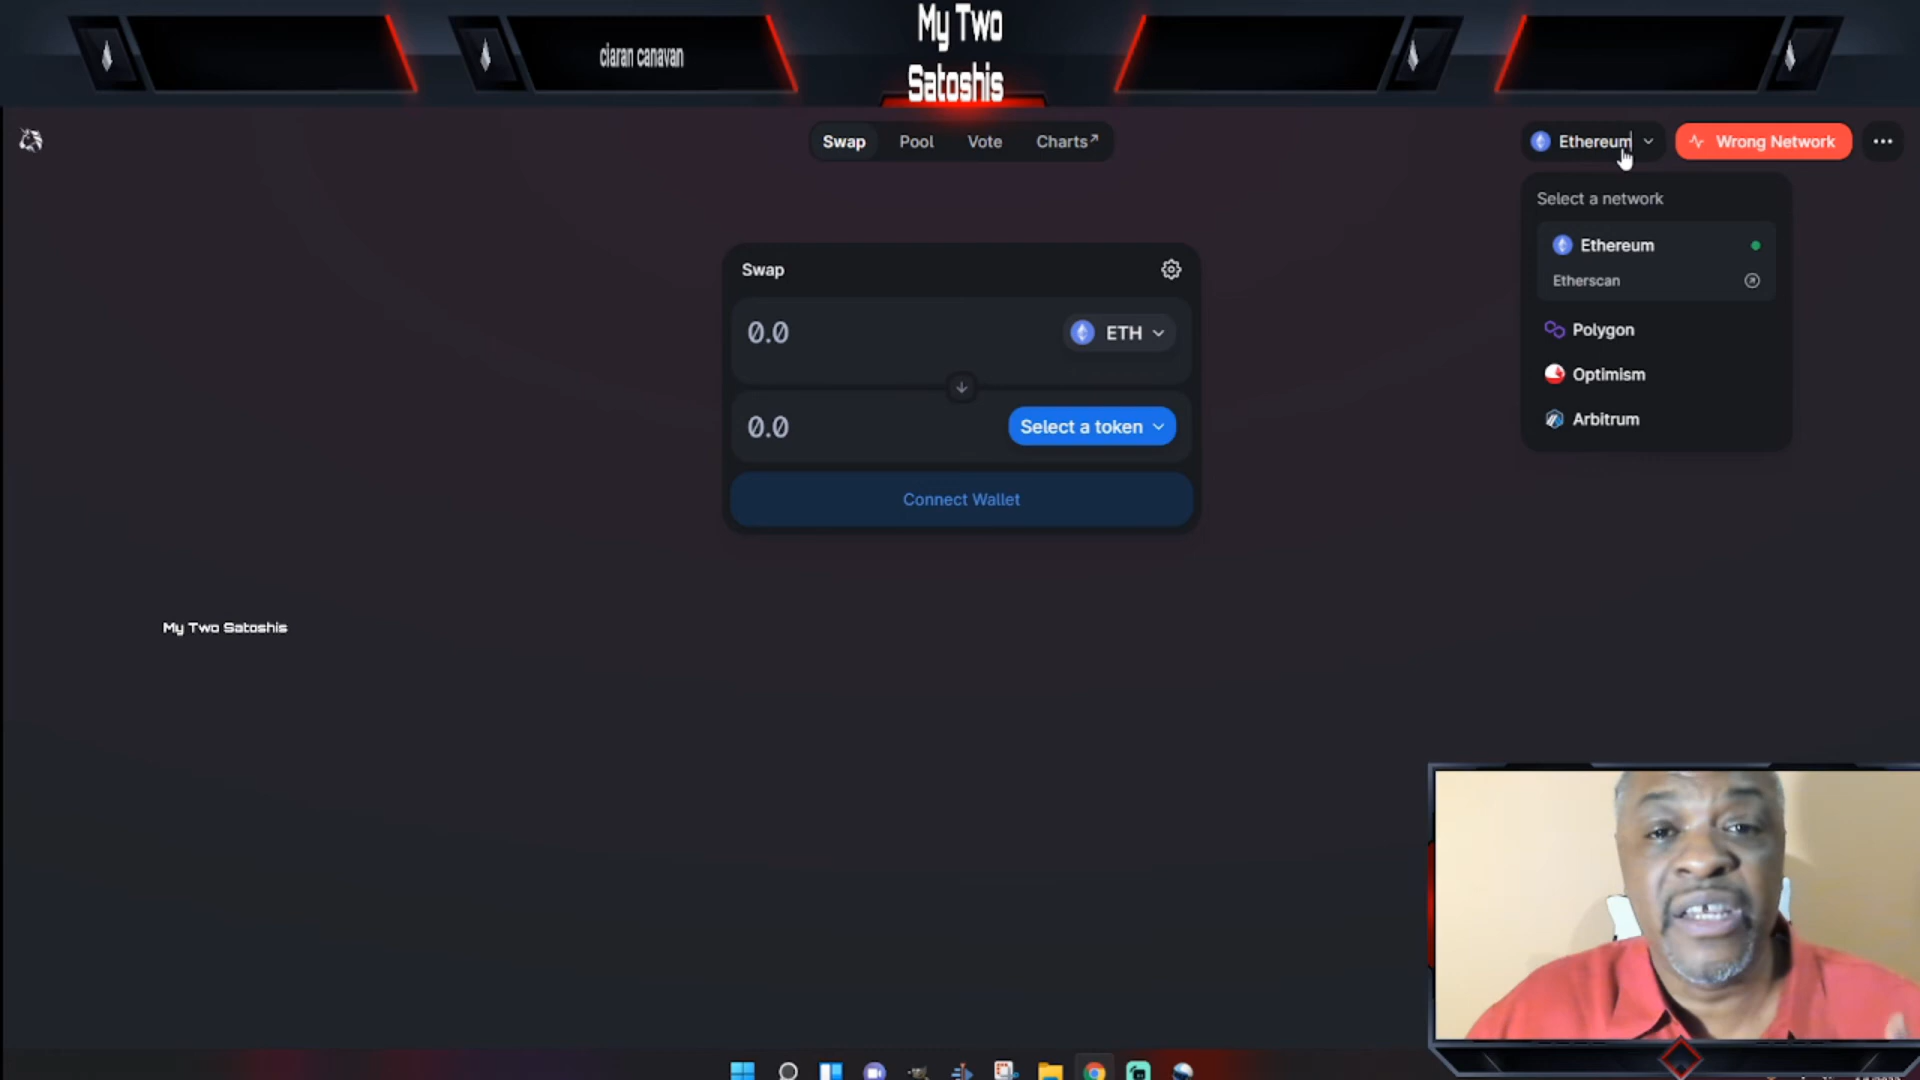 My Two
Satoshis
ciaran canavan
Swap
Pool
Vote
Charts↗
Ethereum
Wrong Network
Select a network
Ethereum
Etherscan
Polygon
Optimism
Arbitrum
Swap
0.0
ETH
0.0
Select a token
Connect Wallet
My Two Satoshis